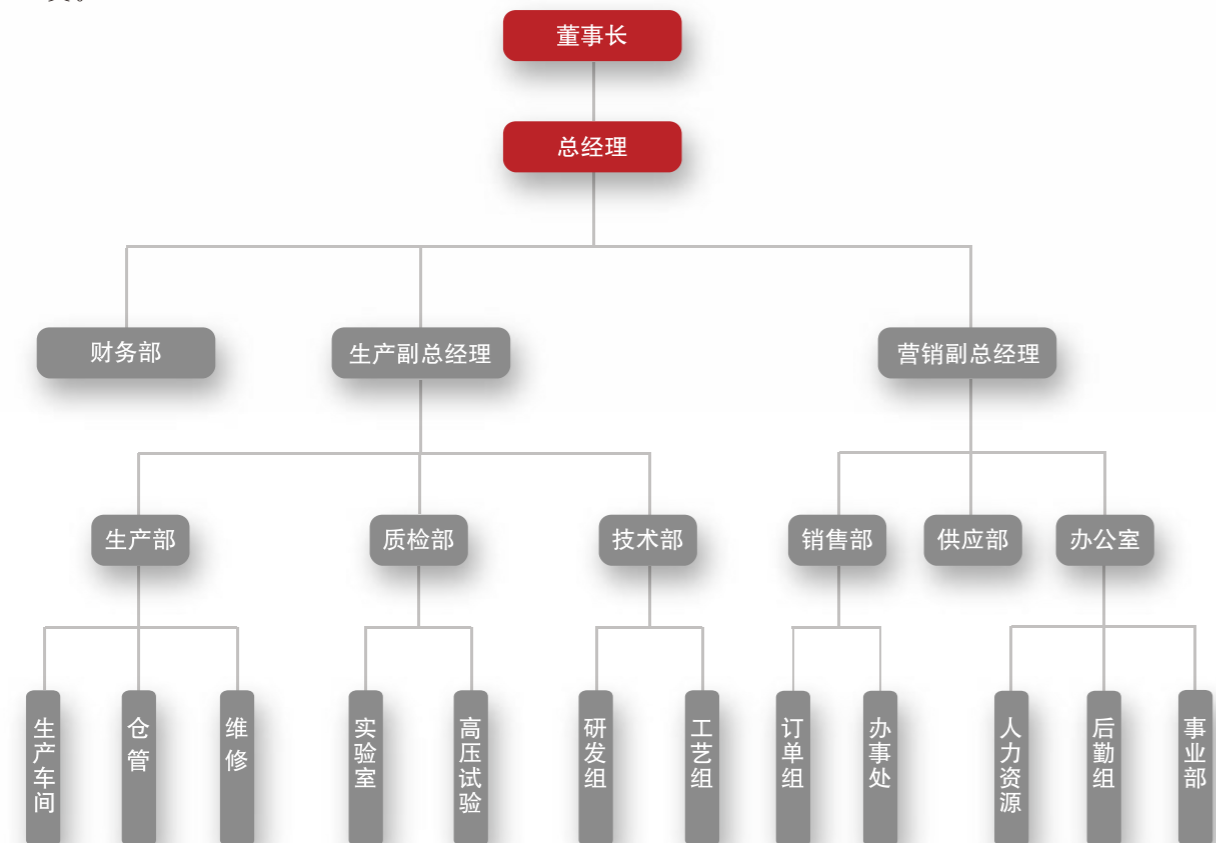 董事长
总经理
财务部
生产副总经理
营销副总经理
生产部
质检部
技术部
销售部
供应部
办公室
生产车间
仓管
维修
实验室
高压试验
研发组
工艺组
订单组
办事处
人力资源
后勤组
事业部